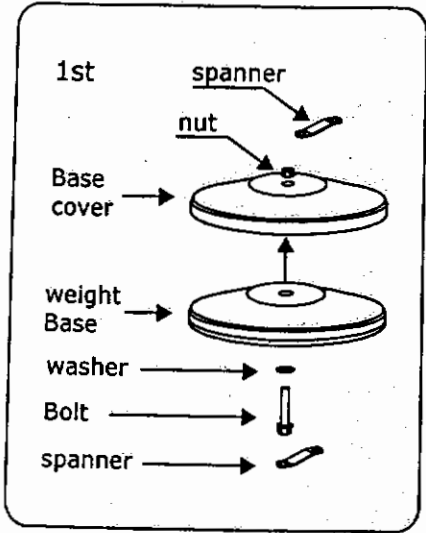 1st
spanner
nut
Base
cover
weight
Base
washer
Bolt
spanner